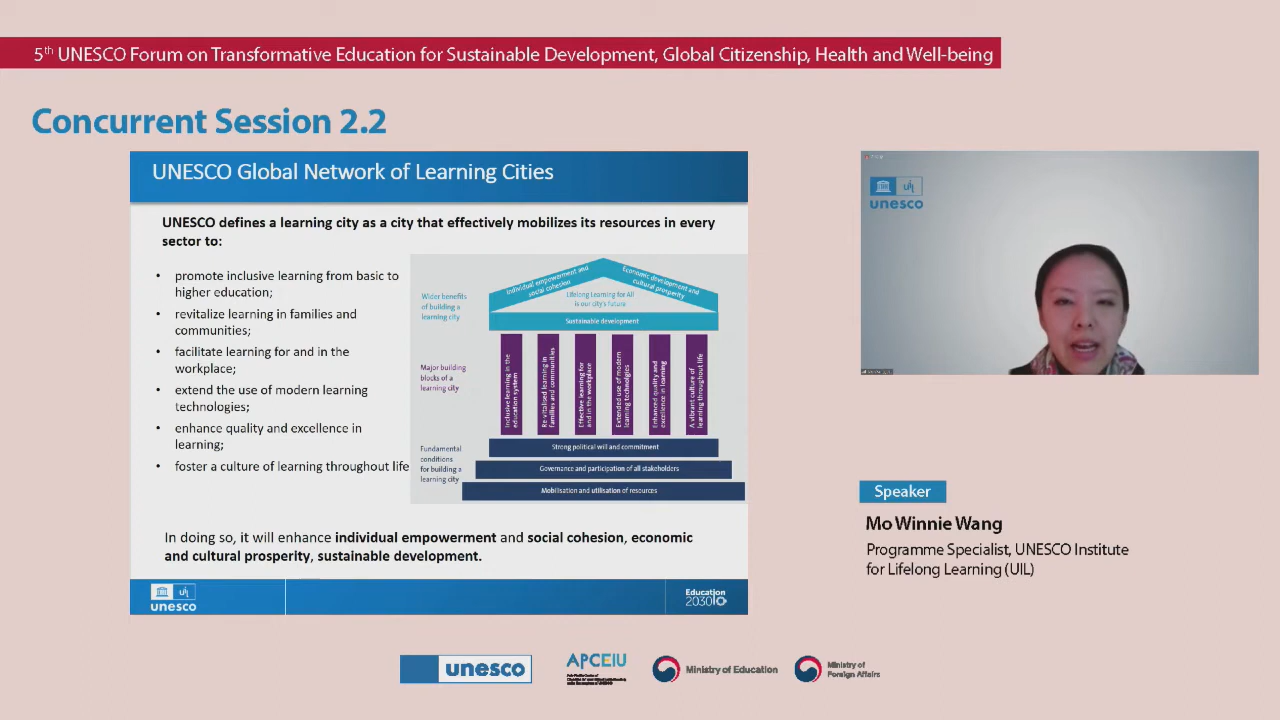 5th UNESCO Forum on Transformative Education for Sustainable Development, Global Citizenship, Health and Well-being
Concurrent Session 2.2
UNESCO Global Network of Learning Cities
UNESCO defines a learning city as a city that effectively mobilizes its resources in every
sector to:
• promote inclusive learning from basic to
higher education;
• revitalize learning in families and
communities;
• facilitate learning for and in the
workplace;
• extend the use of modern learning
technologies;
• enhance quality and excellence in
learning;
• foster a culture of learning throughout life
Wider benefits
of building a
learning city
Individual empowerment and
social cohesion
Economic development and
cultural prosperity
Lifelong Learning for All
is our city's future
Sustainable development
Major building
blocks of a
learning city
Inclusive learning in the
education system
Re-vitalised learning in
families and communities
Effective learning for
and in the workplace
Extended use of modern
learning technolgies
Enhanced quality and
excellence in learning
A vibrant culture of
learning throughout life
Fundamental
conditions
for building a
learning city
Strong political will and commitment
Governance and participation of all stakeholders
Mobilisation and utilisation of resources
In doing so, it will enhance individual empowerment and social cohesion, economic
and cultural prosperity, sustainable development.
unesco
Education
2030
unesco
Speaker
Mo Winnie Wang
Programme Specialist, UNESCO Institute
for Lifelong Learning (UIL)
unesco
APCEIU
Ministry of Education
Ministry of
Foreign Affairs